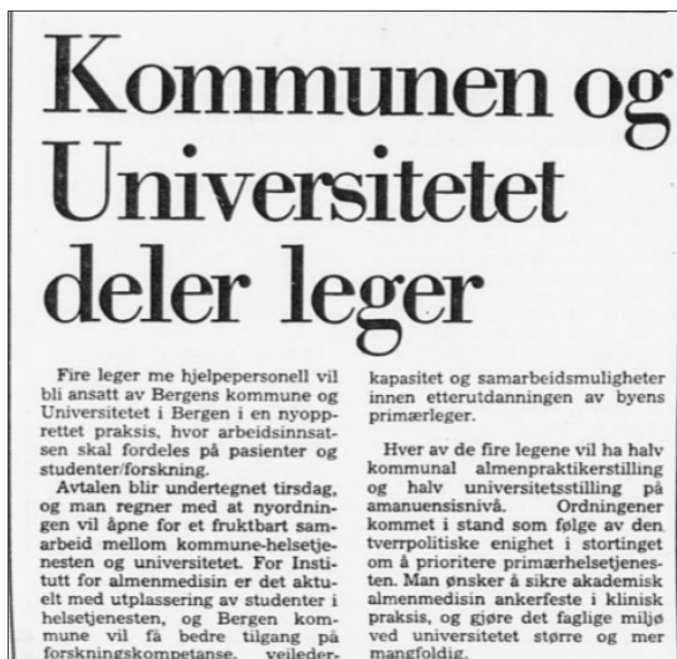 Kommunen og
Universitetet
deler leger
Fire leger me hjelpepersonell vil
bli ansatt av Bergens kommune og
Universitetet i Bergen i en nyopp-
rettet praksis, hvor arbeidsinnsat-
sen skal fordeles på pasienter og
studenter/forskning.
Avtalen blir undertegnet tirsdag,
og man regner med at nyordnin-
gen vil åpne for et fruktbart sam-
arbeid mellom kommune-helsetje-
nesten og universitetet. For Insti-
tutt for almenmedisin er det aktu-
elt med utplassering av studenter i
helsetjenesten, og Bergen kom-
mune vil få bedre tilgang på
forskningskompetanse, veileder-
kapasitet og samarbeidsmuligheter
innen etterutdanningen av byens
primærleger.
Hver av de fire legene vil ha halv
kommunal almenpraktikerstilling
og halv universitetsstilling på
amanuensisnivå. Ordningener
kommet i stand som følge av den
tverrpolitiske enighet i stortinget
om å prioritere primærhelsetjenes-
ten. Man ønsker å sikre akademisk
almenmedisin ankerfeste i klinisk
praksis, og gjøre det faglige miljø
ved universitetet større og mer
mangfoldig.